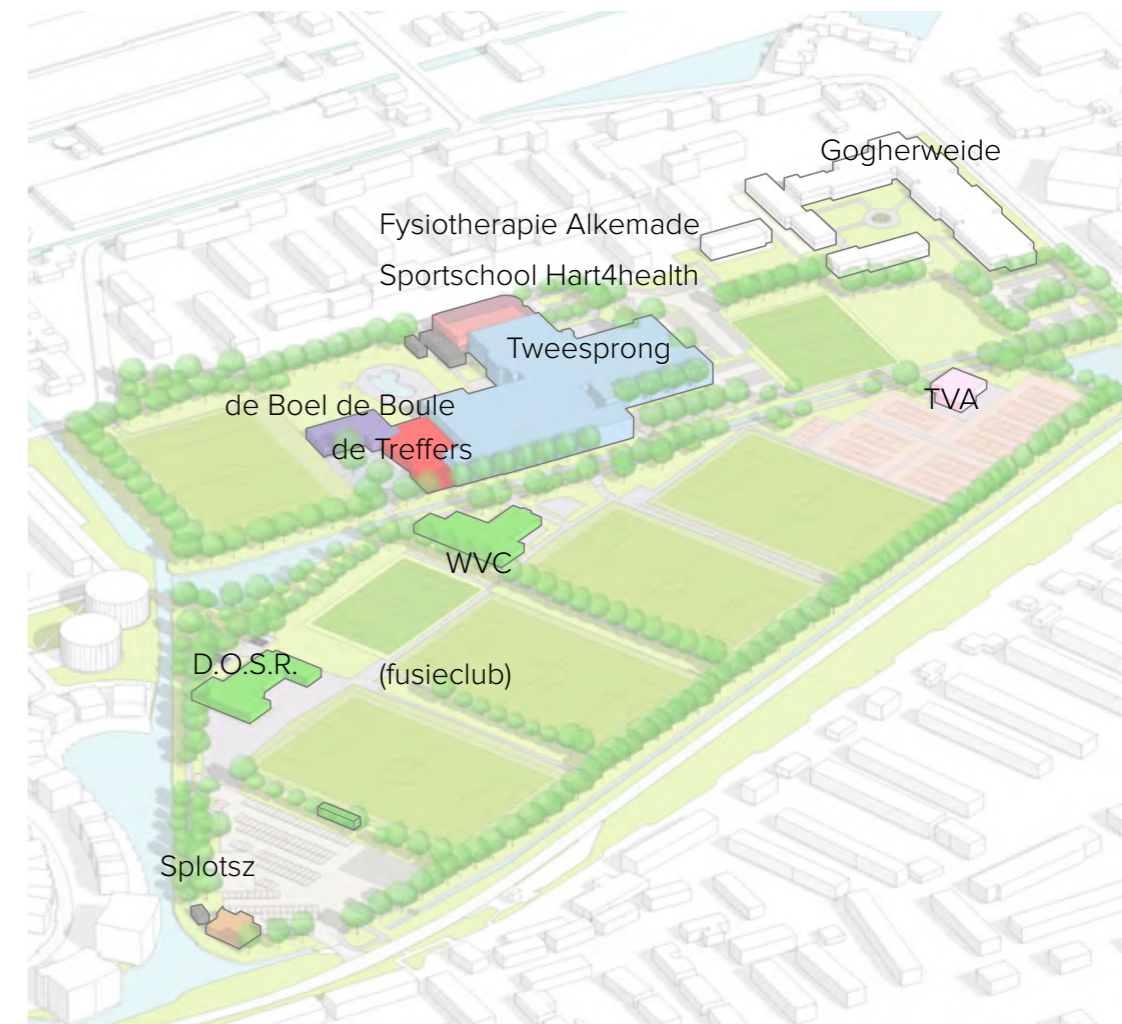 Gogherweide
Fysiotherapie Alkemade
Sportschool Hart4health
Tweesprong
TVA
de Boel de Boule
de Treffers
WVC
D.O.S.R.
(fusieclub)
Splotsz